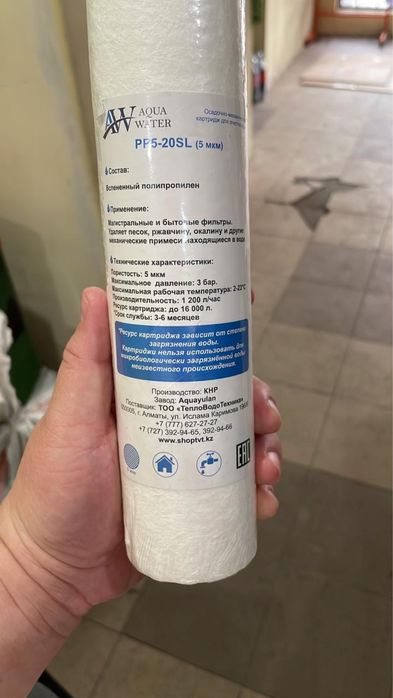 AW AQUA
WATER
Осадочно-
картридж для
PP5-20SL (5 мкм)
Состав:
Вспененный полипропилен
Применение:
Магистральные и бытовые фильтры.
Удаляет песок, ржавчину, окалину и другие
механические примеси находящиеся в воде
Технические характеристики:
Пористость: 5 мкм
Максимальное давление: 3 бар.
Максимальная рабочая температура: 2-23°C
Производительность: 1 200 л/час
Ресурс картриджа: до 16 000 л.
*Срок службы: 3-6 месяцев
*Ресурс картриджа зависит от степени
загрязнения воды.
Картриджи нельзя использовать для
микробиологически загрязнённой воды
неизвестного происхождения.
Производство: КНР
Завод: Aquayulan
Поставщик: ТОО «ТеплоВодоТехника»
г. Алматы, ул. Ислама Каримова
+7 (777) 627-27-27
+7 (727) 392-94-65, 392-94-66
www.shoptvt.kz
EAC